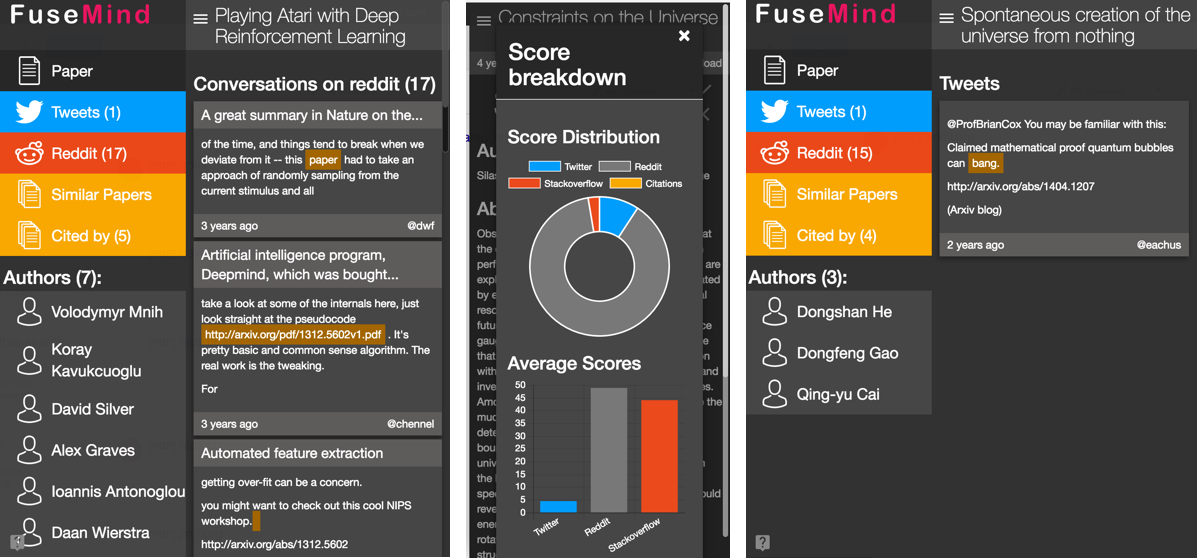 FuseMind
Playing Atari with Deep
Reinforcement Learning
Paper
Tweets (1)
Reddit (17)
Similar Papers
Cited by (5)
Authors (7):
Volodymyr Mnih
Koray
Kavukcuoglu
David Silver
Alex Graves
Ioannis Antonoglou
Daan Wierstra
Conversations on reddit (17)
A great summary in Nature on the...
of the time, and things tend to break when we
deviate from it -- this paper had to take an
approach of randomly sampling from the
current stimulus and all
3 years ago @dwf
Artificial intelligence program,
Deepmind, which was bought...
take a look at some of the internals here, just
look straight at the pseudocode
http://arxiv.org/pdf/1312.5602v1.pdf . It's
pretty basic and common sense algorithm. The
real work is the tweaking.
For
3 years ago @chennel
Automated feature extraction
getting over-fit can be a concern.
you might want to check out this cool NIPS
workshop.
http://arxiv.org/abs/1312.5602
Constraints on the Universe
4 ye
oad
Score
breakdown
Score Distribution
Twitter Reddit
Stackoverflow Citations
Average Scores
50
45
40
35
30
25
20
15
10
5
0
Twitter Reddit Stackoverflow
Au
Silas
Ab
Obs
FuseMind
Spontaneous creation of the
universe from nothing
Paper
Tweets (1)
Reddit (15)
Similar Papers
Cited by (4)
Authors (3):
Dongshan He
Dongfeng Gao
Qing-yu Cai
?
Tweets
@ProfBrianCox You may be familiar with this:
Claimed mathematical proof quantum bubbles
can bang.
http://arxiv.org/abs/1404.1207
(Arxiv blog)
2 years ago @eachus